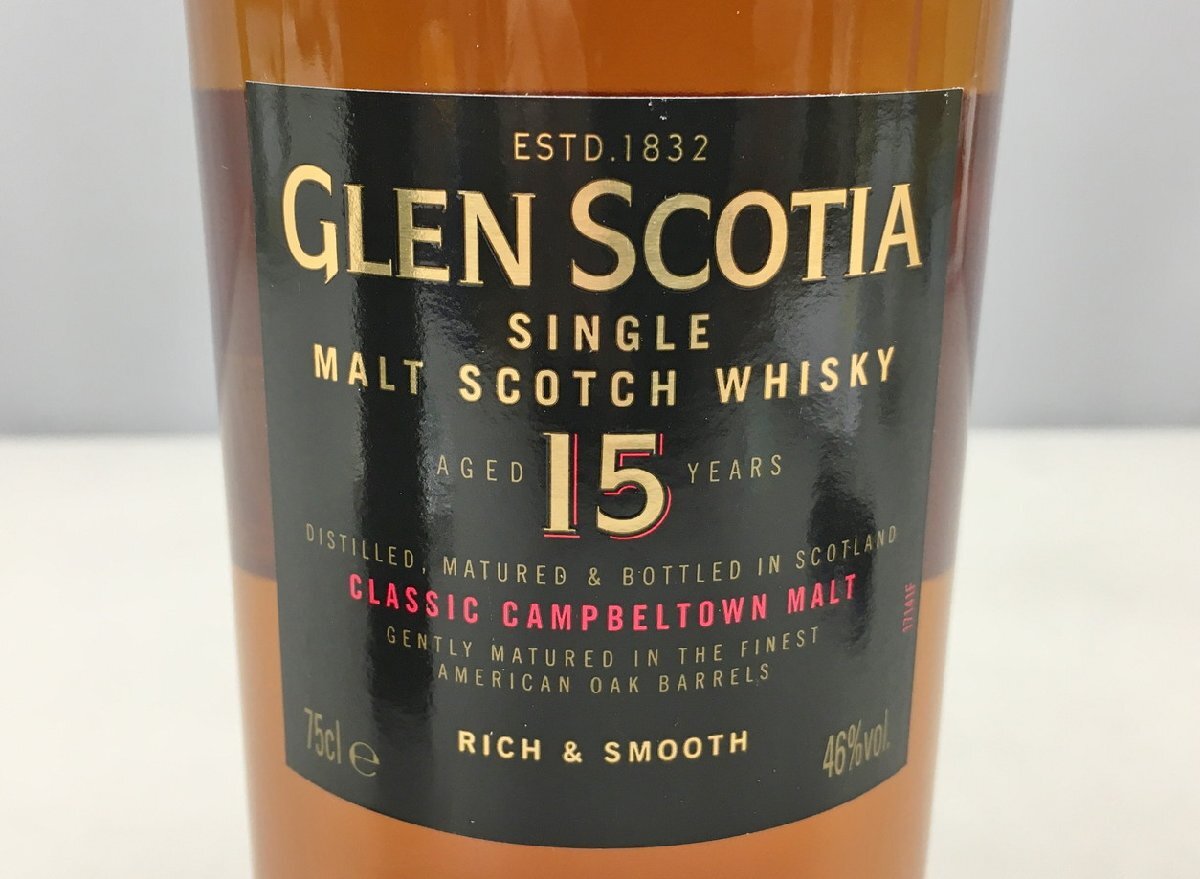 ESTD.1832
GLEN SCOTIA
SINGLE
MALT SCOTCH WHISKY
AGED 15 YEARS
DISTILLED, MATURED & BOTTLED IN SCOTLAND
CLASSIC CAMPBELTOWN MALT
GENTLY MATURED IN THE FINEST
AMERICAN OAK BARRELS
RICH & SMOOTH
75cl ℮
46%vol.